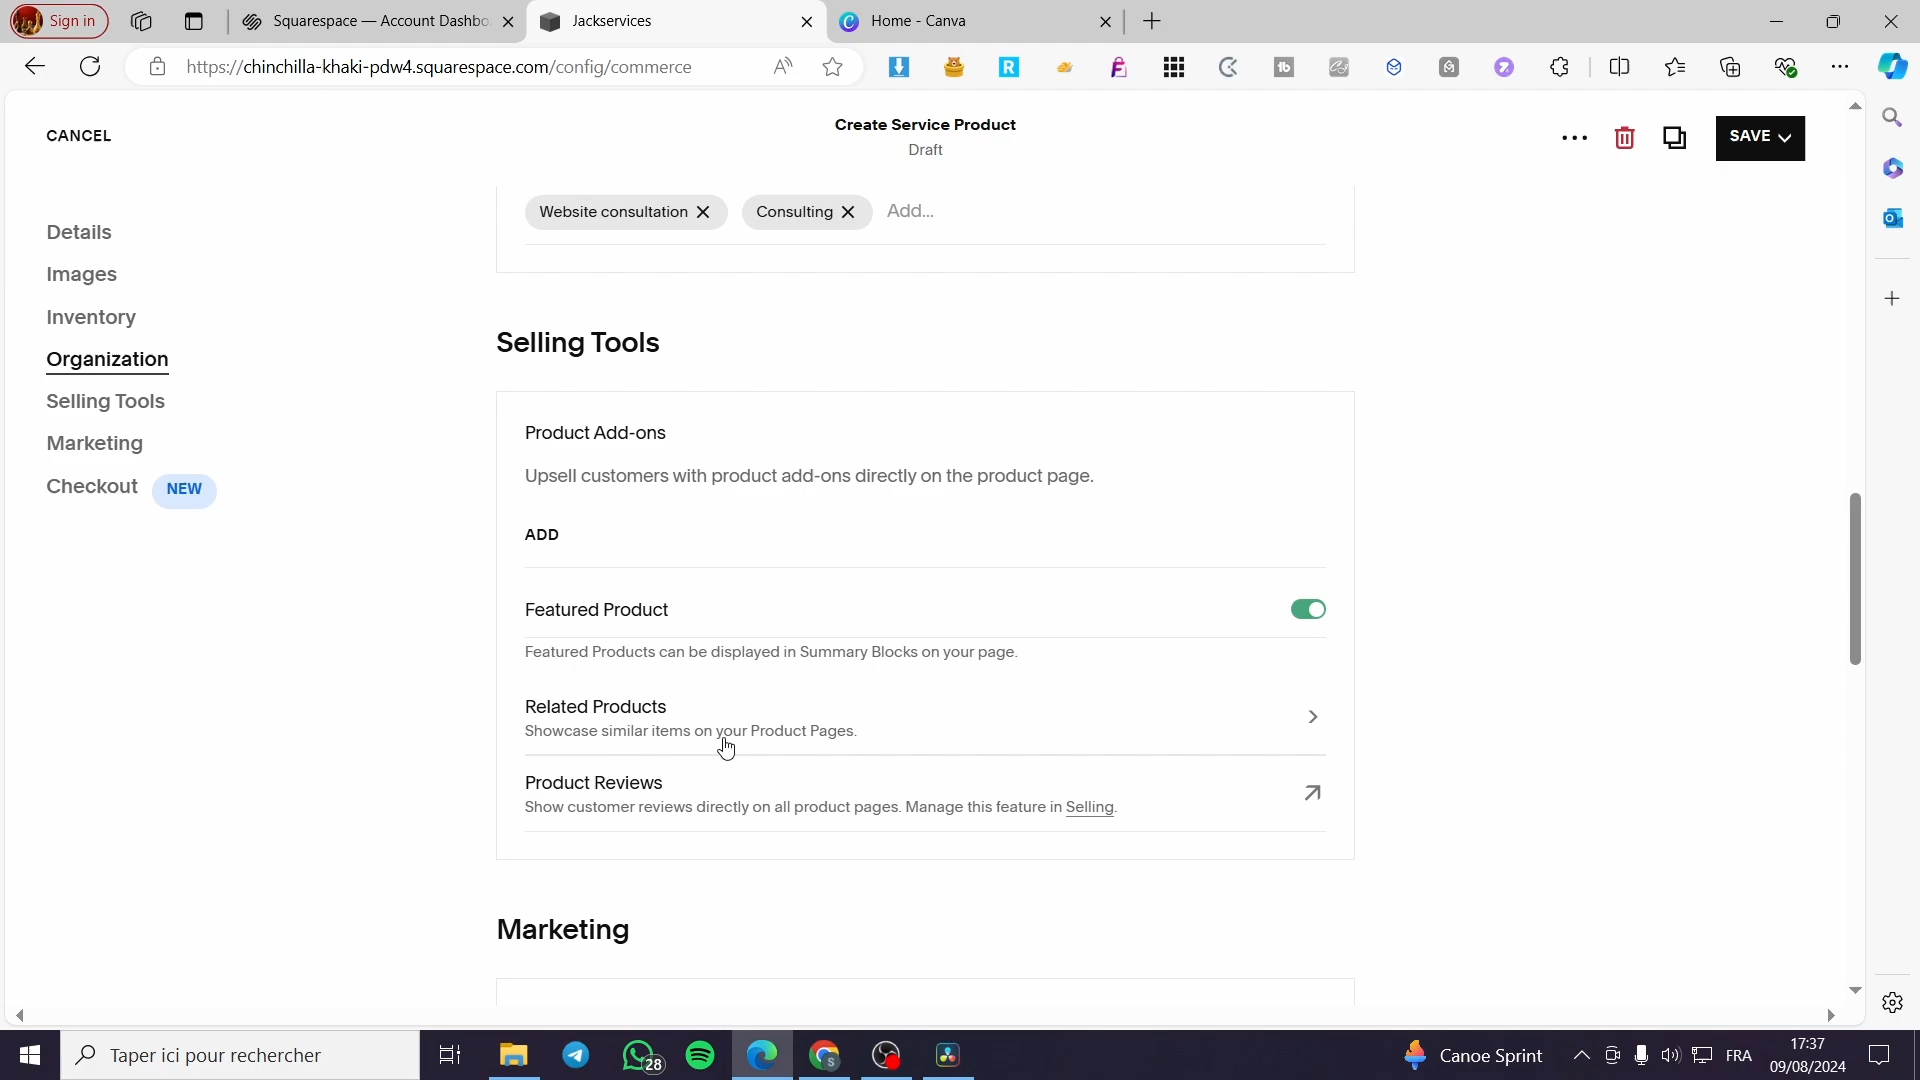 Sign in
Squarespace — Account Dashbo
Jackservices
Home - Canva
https://chinchilla-khaki-pdw4.squarespace.com/config/commerce
CANCEL
Create Service Product
Draft
SAVE
Website consultation
Consulting
Add...
Details
Images
Inventory
Organization
Selling Tools
Marketing
Checkout NEW
Selling Tools
Product Add-ons
Upsell customers with product add-ons directly on the product page.
ADD
Featured Product
Featured Products can be displayed in Summary Blocks on your page.
Related Products
Showcase similar items on your Product Pages.
Product Reviews
Show customer reviews directly on all product pages. Manage this feature in Selling.
Marketing
Taper ici pour rechercher
28
Canoe Sprint
FRA
17:37
09/08/2024